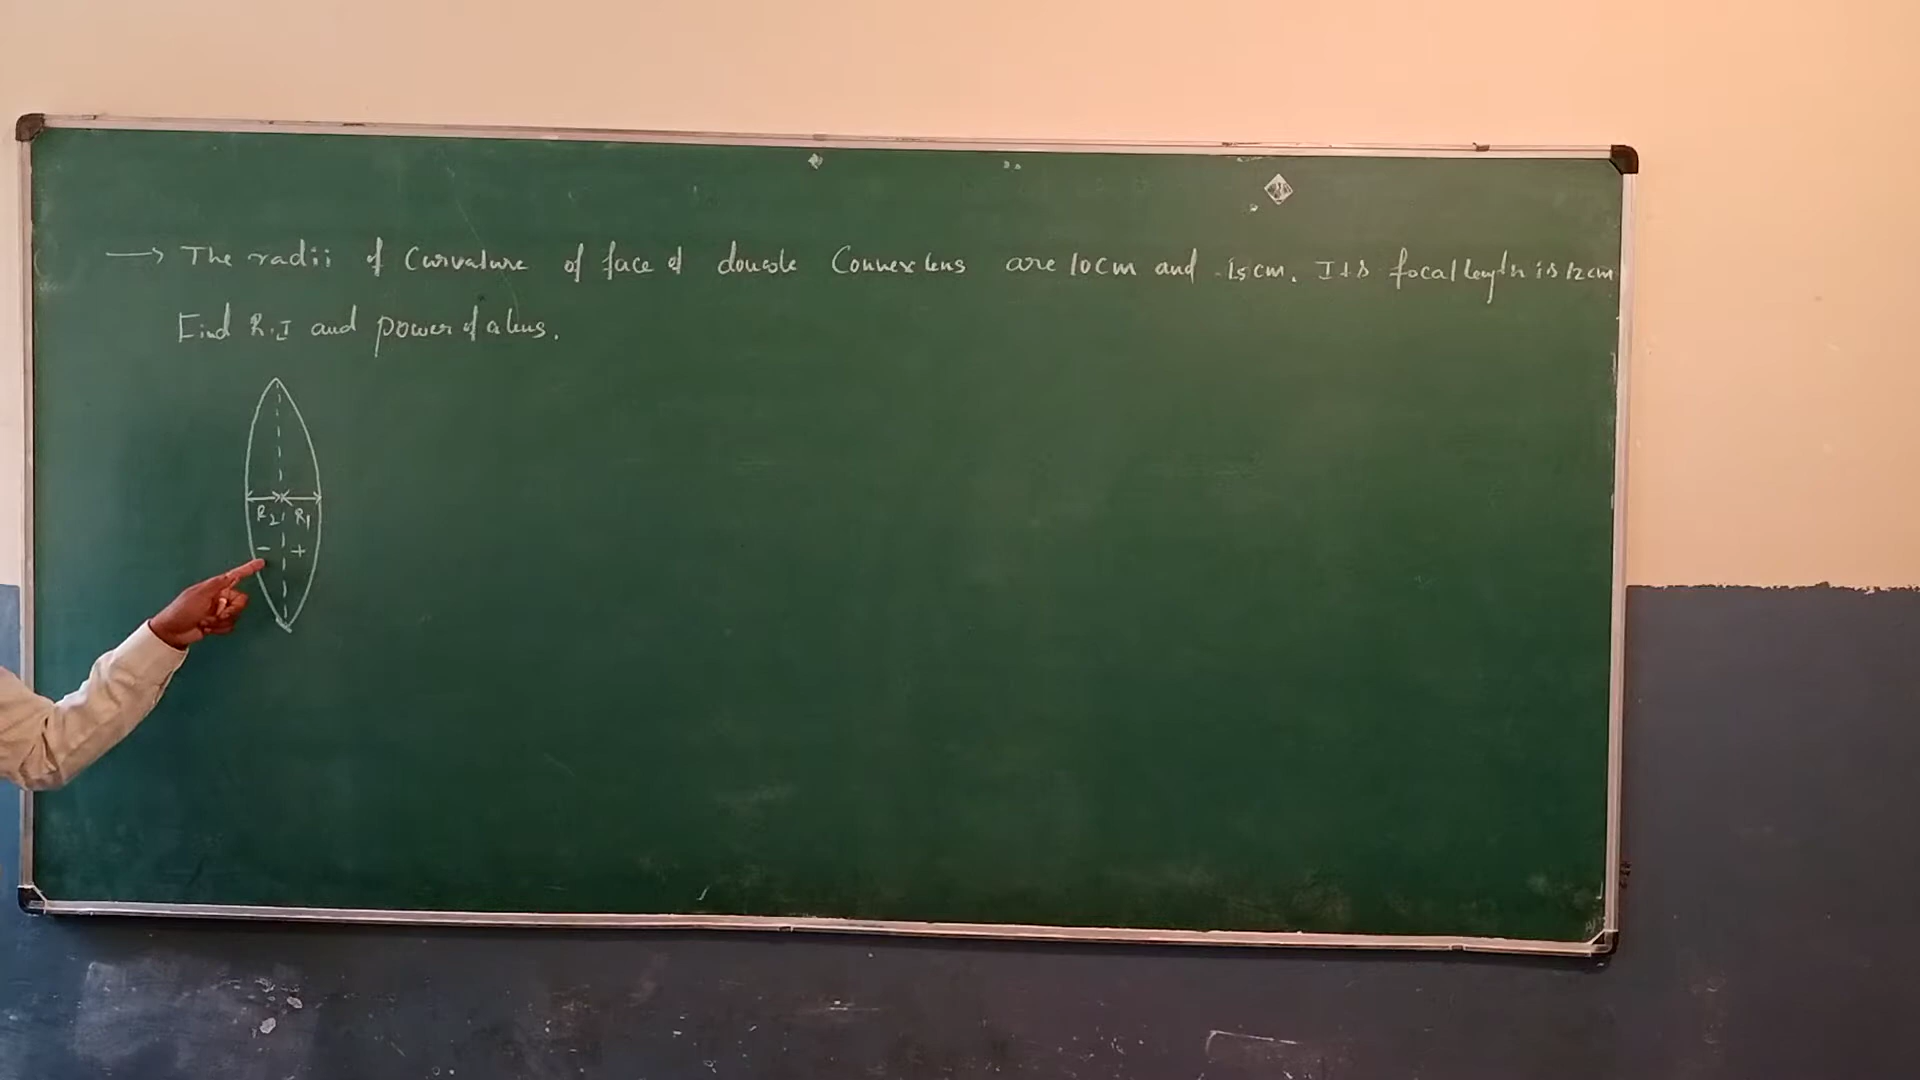 → The radii of Curvature of face of double Connex lens are 10cm and 15cm. Its focal length is 12cm
Find R.I and power of a lens.
R2 R1
- +